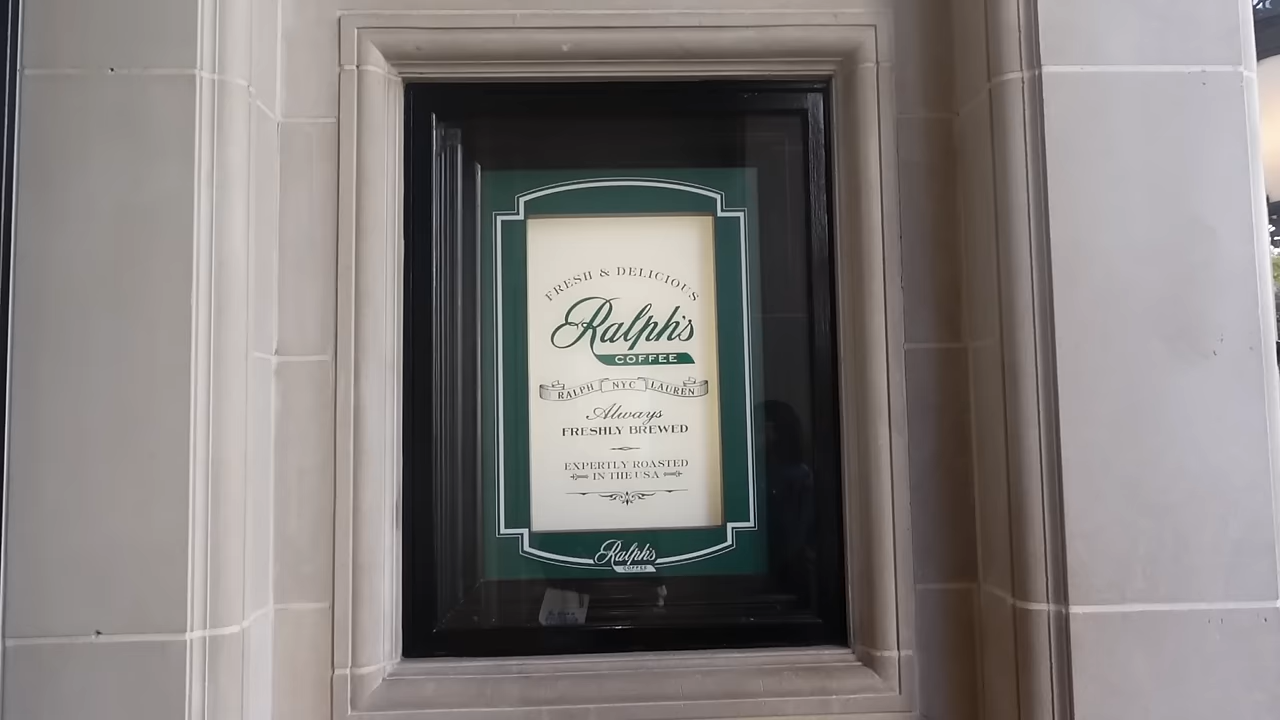 FRESH & DELICIOUS
Ralph's
COFFEE
RALPH NYC LAUREN
Always
FRESHLY BREWED
EXPERTLY ROASTED
IN THE USA
Ralph's
COFFEE